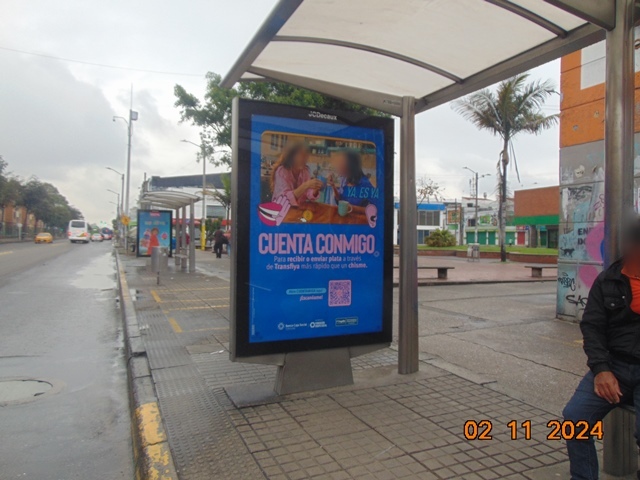 JCDecaux
YA ES YA
CUENTA CONMIGO
Para recibir o enviar plata a través
de Transfiya más rápido que un chisme.
02 11 2024